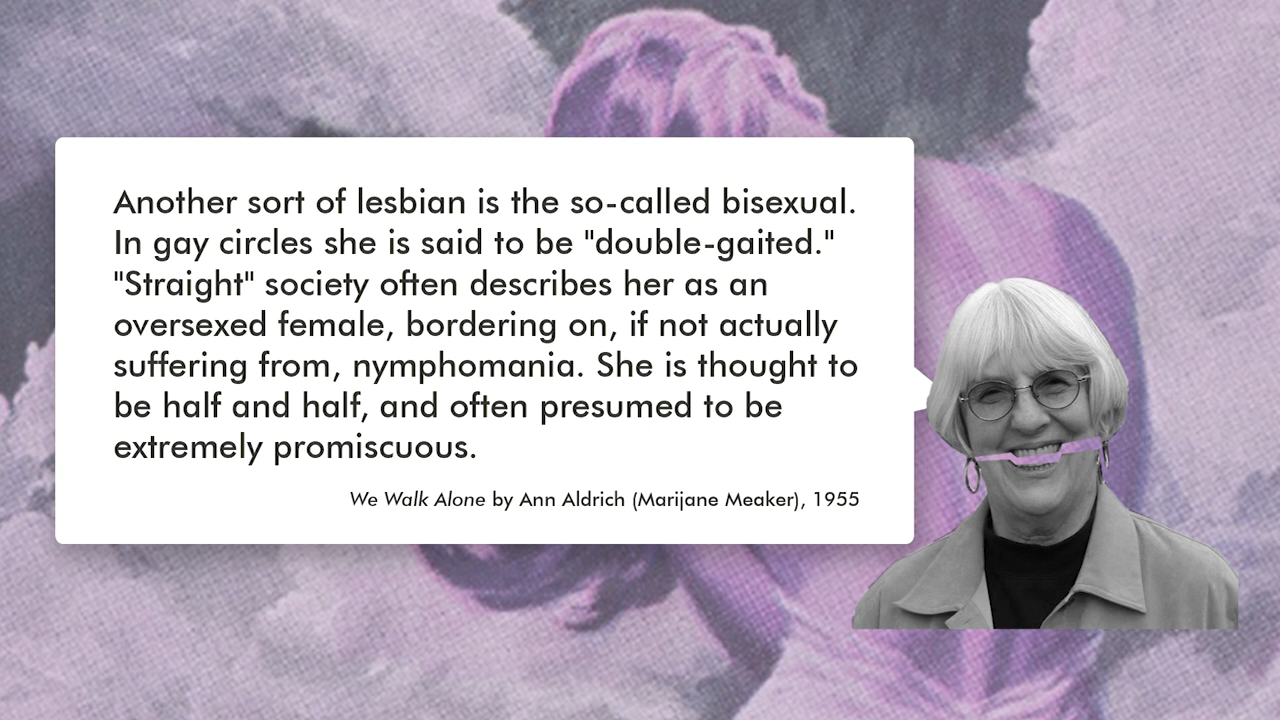 Another sort of lesbian is the so-called bisexual.
In gay circles she is said to be "double-gaited."
"Straight" society often describes her as an
oversexed female, bordering on, if not actually
suffering from, nymphomania. She is thought to
be half and half, and often presumed to be
extremely promiscuous.
We Walk Alone by Ann Aldrich (Marijane Meaker), 1955